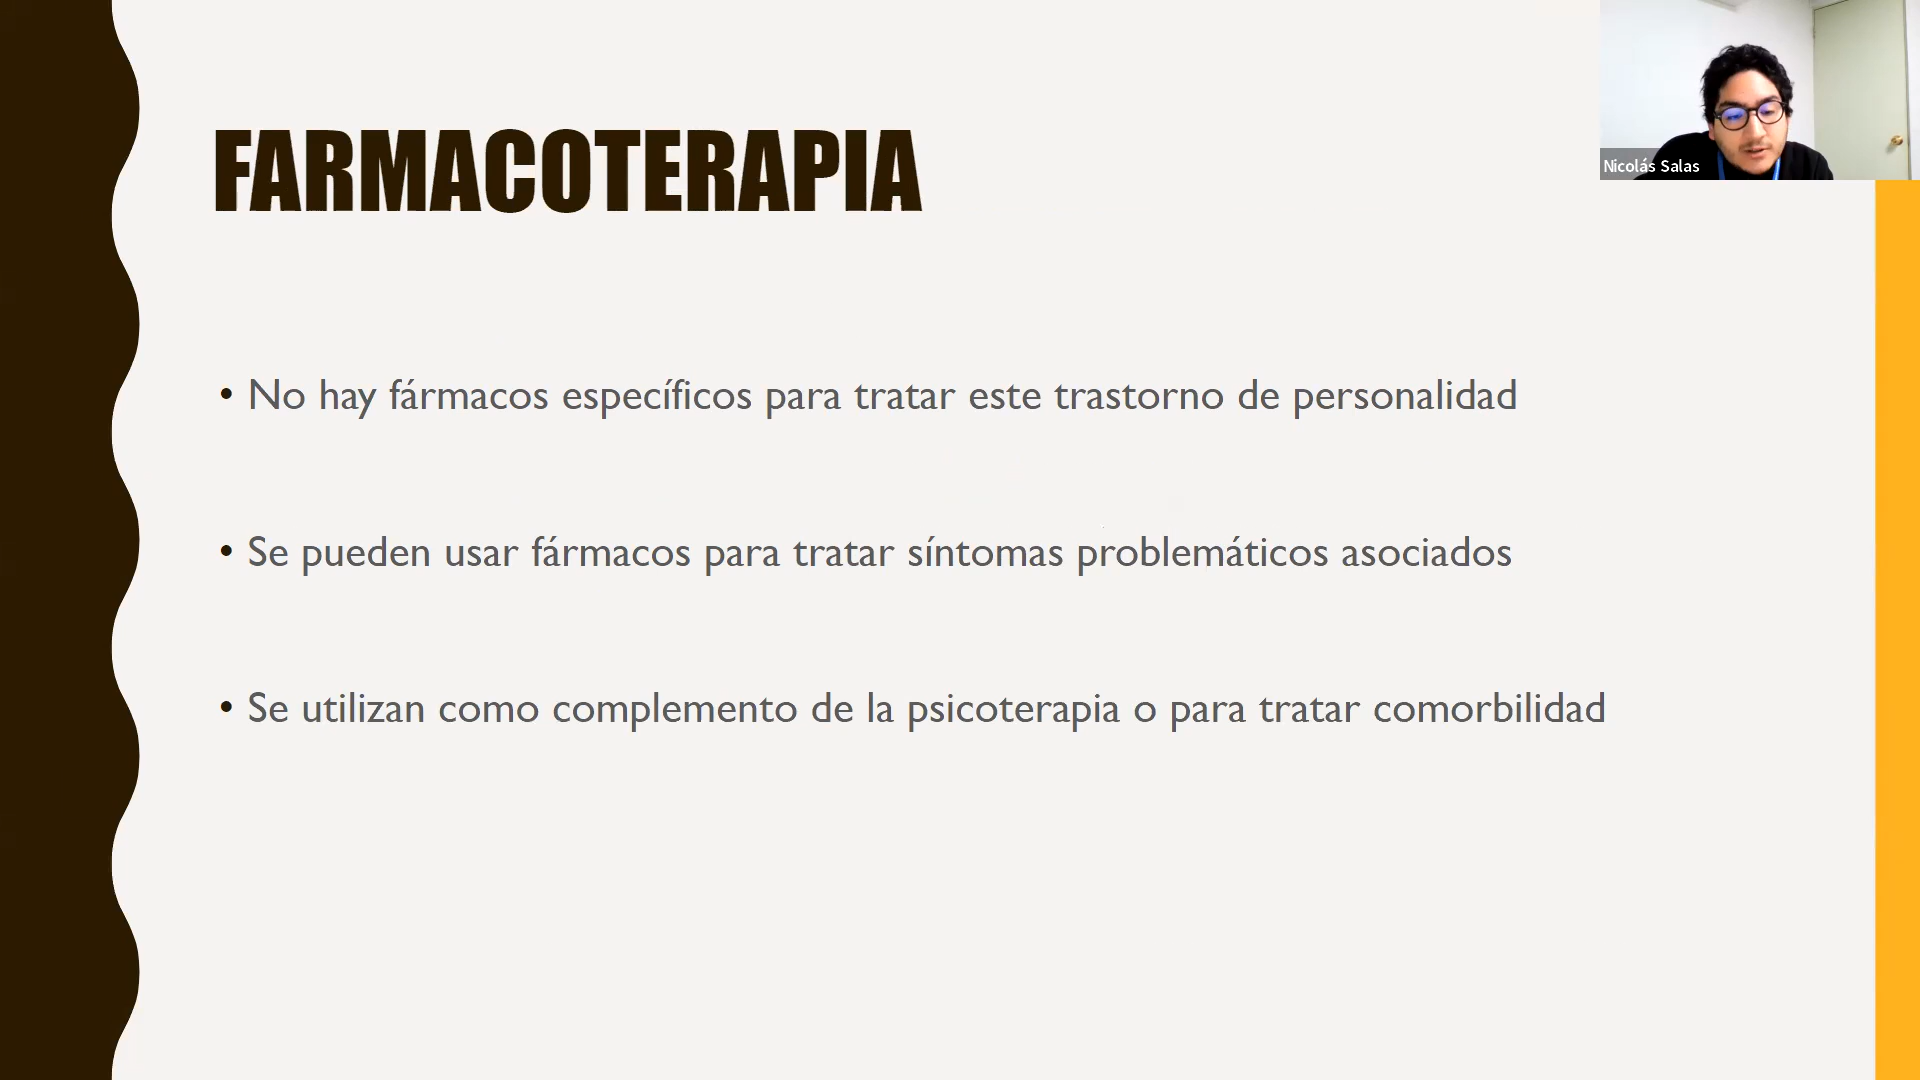 FARMACOTERAPIA
Nicolás Salas
• No hay fármacos específicos para tratar este trastorno de personalidad
• Se pueden usar fármacos para tratar síntomas problemáticos asociados
• Se utilizan como complemento de la psicoterapia o para tratar comorbilidad